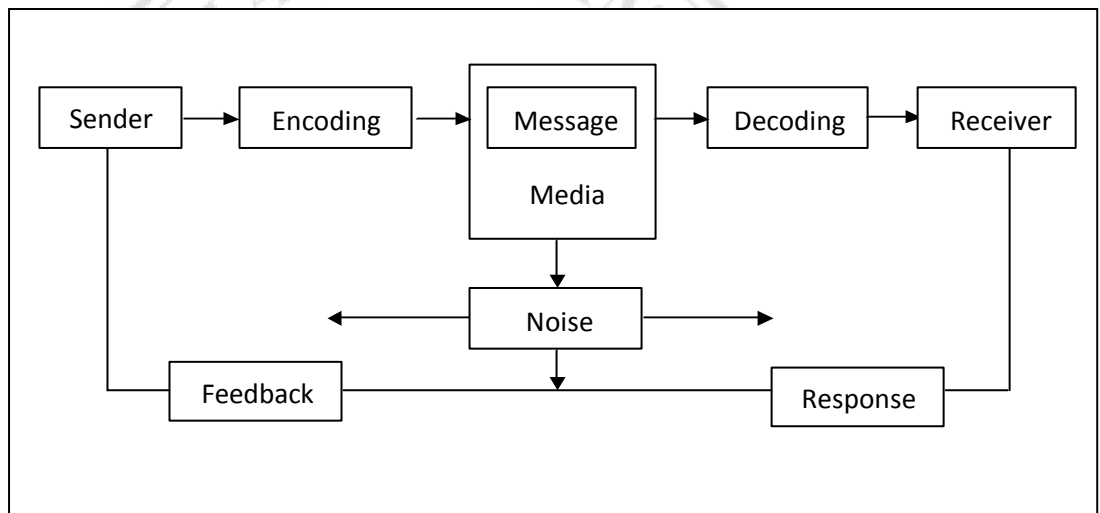 Sender
Encoding
Message
Media
Decoding
Receiver
Noise
Feedback
Response